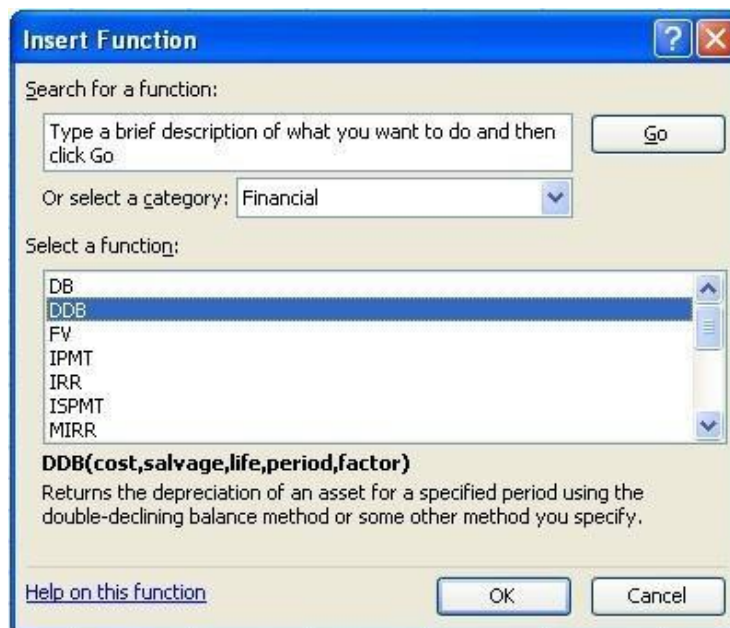 Insert Function
Search for a function:
Type a brief description of what you want to do and then
click Go
Go
Or select a category: Financial
Select a function:
DB
DDB
FV
IPMT
IRR
ISPMT
MIRR
DDB(cost,salvage,life,period,factor)
Returns the depreciation of an asset for a specified period using the
double-declining balance method or some other method you specify.
Help on this function
OK
Cancel